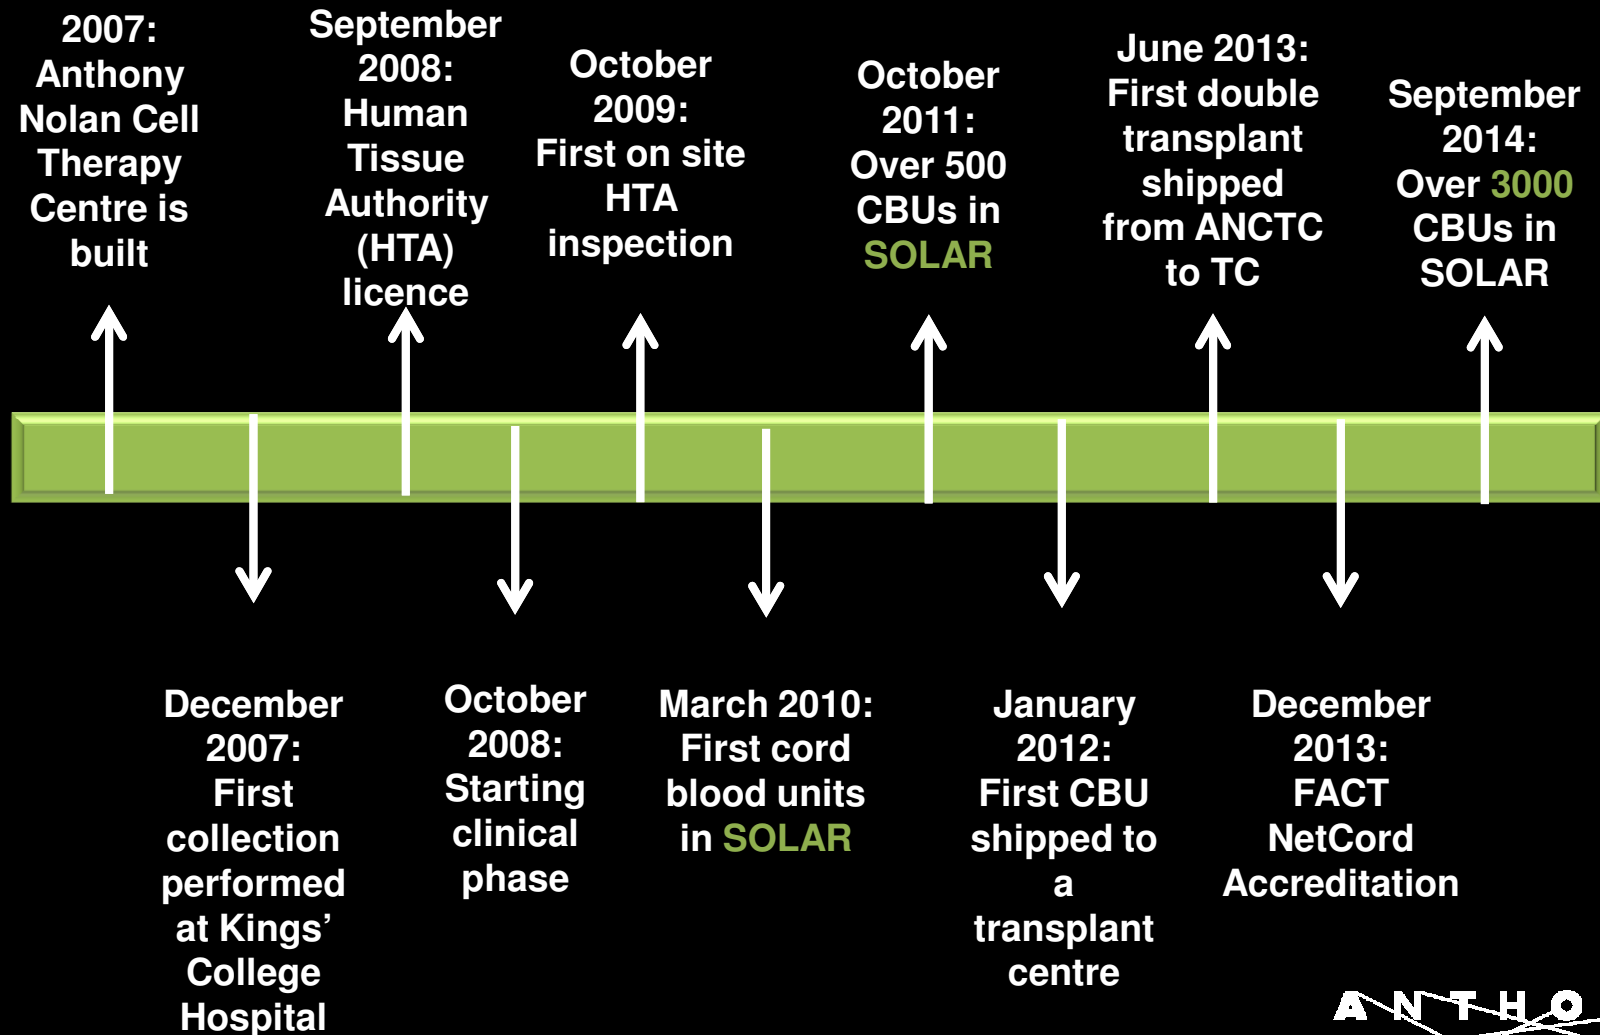 2007:
Anthony
Nolan Cell
Therapy
Centre is
built
September
2008:
Human
Tissue
Authority
(HTA)
licence
October
2009:
First on site
HTA
inspection
October
2011:
Over 500
CBUs in
SOLAR
June 2013:
First double
transplant
shipped
from ANCTC
to TC
September
2014:
Over 3000
CBUs in
SOLAR
December
2007:
First
collection
performed
at Kings’
College
Hospital
October
2008:
Starting
clinical
phase
March 2010:
First cord
blood units
in SOLAR
January
2012:
First CBU
shipped to
a
transplant
centre
December
2013:
FACT
NetCord
Accreditation
ANTHO